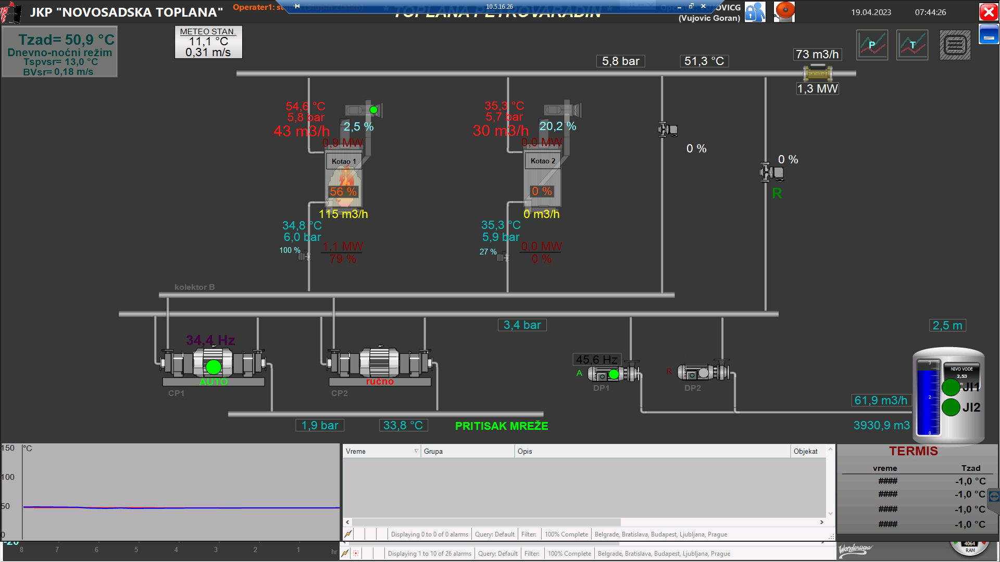 JKP "NOVOSADSKA TOPLANA"
Operater1:
10.5.16.26
* TOPLANA PETROVARADIN *
(Vujovic Goran)
19.04.2023
07:44:26
Tzad= 50,9 °C
Dnevno-noćni režim
Tspvsr= 13,0 °C
BVsr= 0,18 m/s
METEO STAN.
11,1 °C
0,31 m/s
P
T
5,8 bar
51,3 °C
73 m3/h
1,3 MW
54,6 °C
5,8 bar
43 m3/h
2,5 %
0,9 MW
Kotao 1
56 %
115 m3/h
34,8 °C
6,0 bar
100 %
1,1 MW
79 %
35,3 °C
5,7 bar
30 m3/h
20,2 %
0,0 MW
Kotao 2
0 %
0 m3/h
35,3 °C
5,9 bar
27 %
0,0 MW
0 %
0 %
0 %
R
kolektor B
3,4 bar
34,4 Hz
AUTO
CP1
ručno
CP2
45,6 Hz
A
DP1
R
DP2
2,5 m
NIVO VODE
2,53
m
3
2
0
JI1
JI2
61,9 m3/h
3930,9 m3
1,9 bar
33,8 °C
PRITISAK MREŽE
150
°C
100
50
0
-20
8 7 6 5 4 3 2 1 hr
Vreme Grupa Opis Objekat
Displaying 0 to 0 of 0 alarms Query: Default Filter: 100% Complete Belgrade, Bratislava, Budapest, Ljubljana, Prague
Displaying 1 to 10 of 26 alarms Query: Default Filter: 100% Complete Belgrade, Bratislava, Budapest, Ljubljana, Prague
TERMIS
vreme Tzad
#### -1,0 °C
#### -1,0 °C
#### -1,0 °C
#### -1,0 °C
Wonderware
4064
RAM